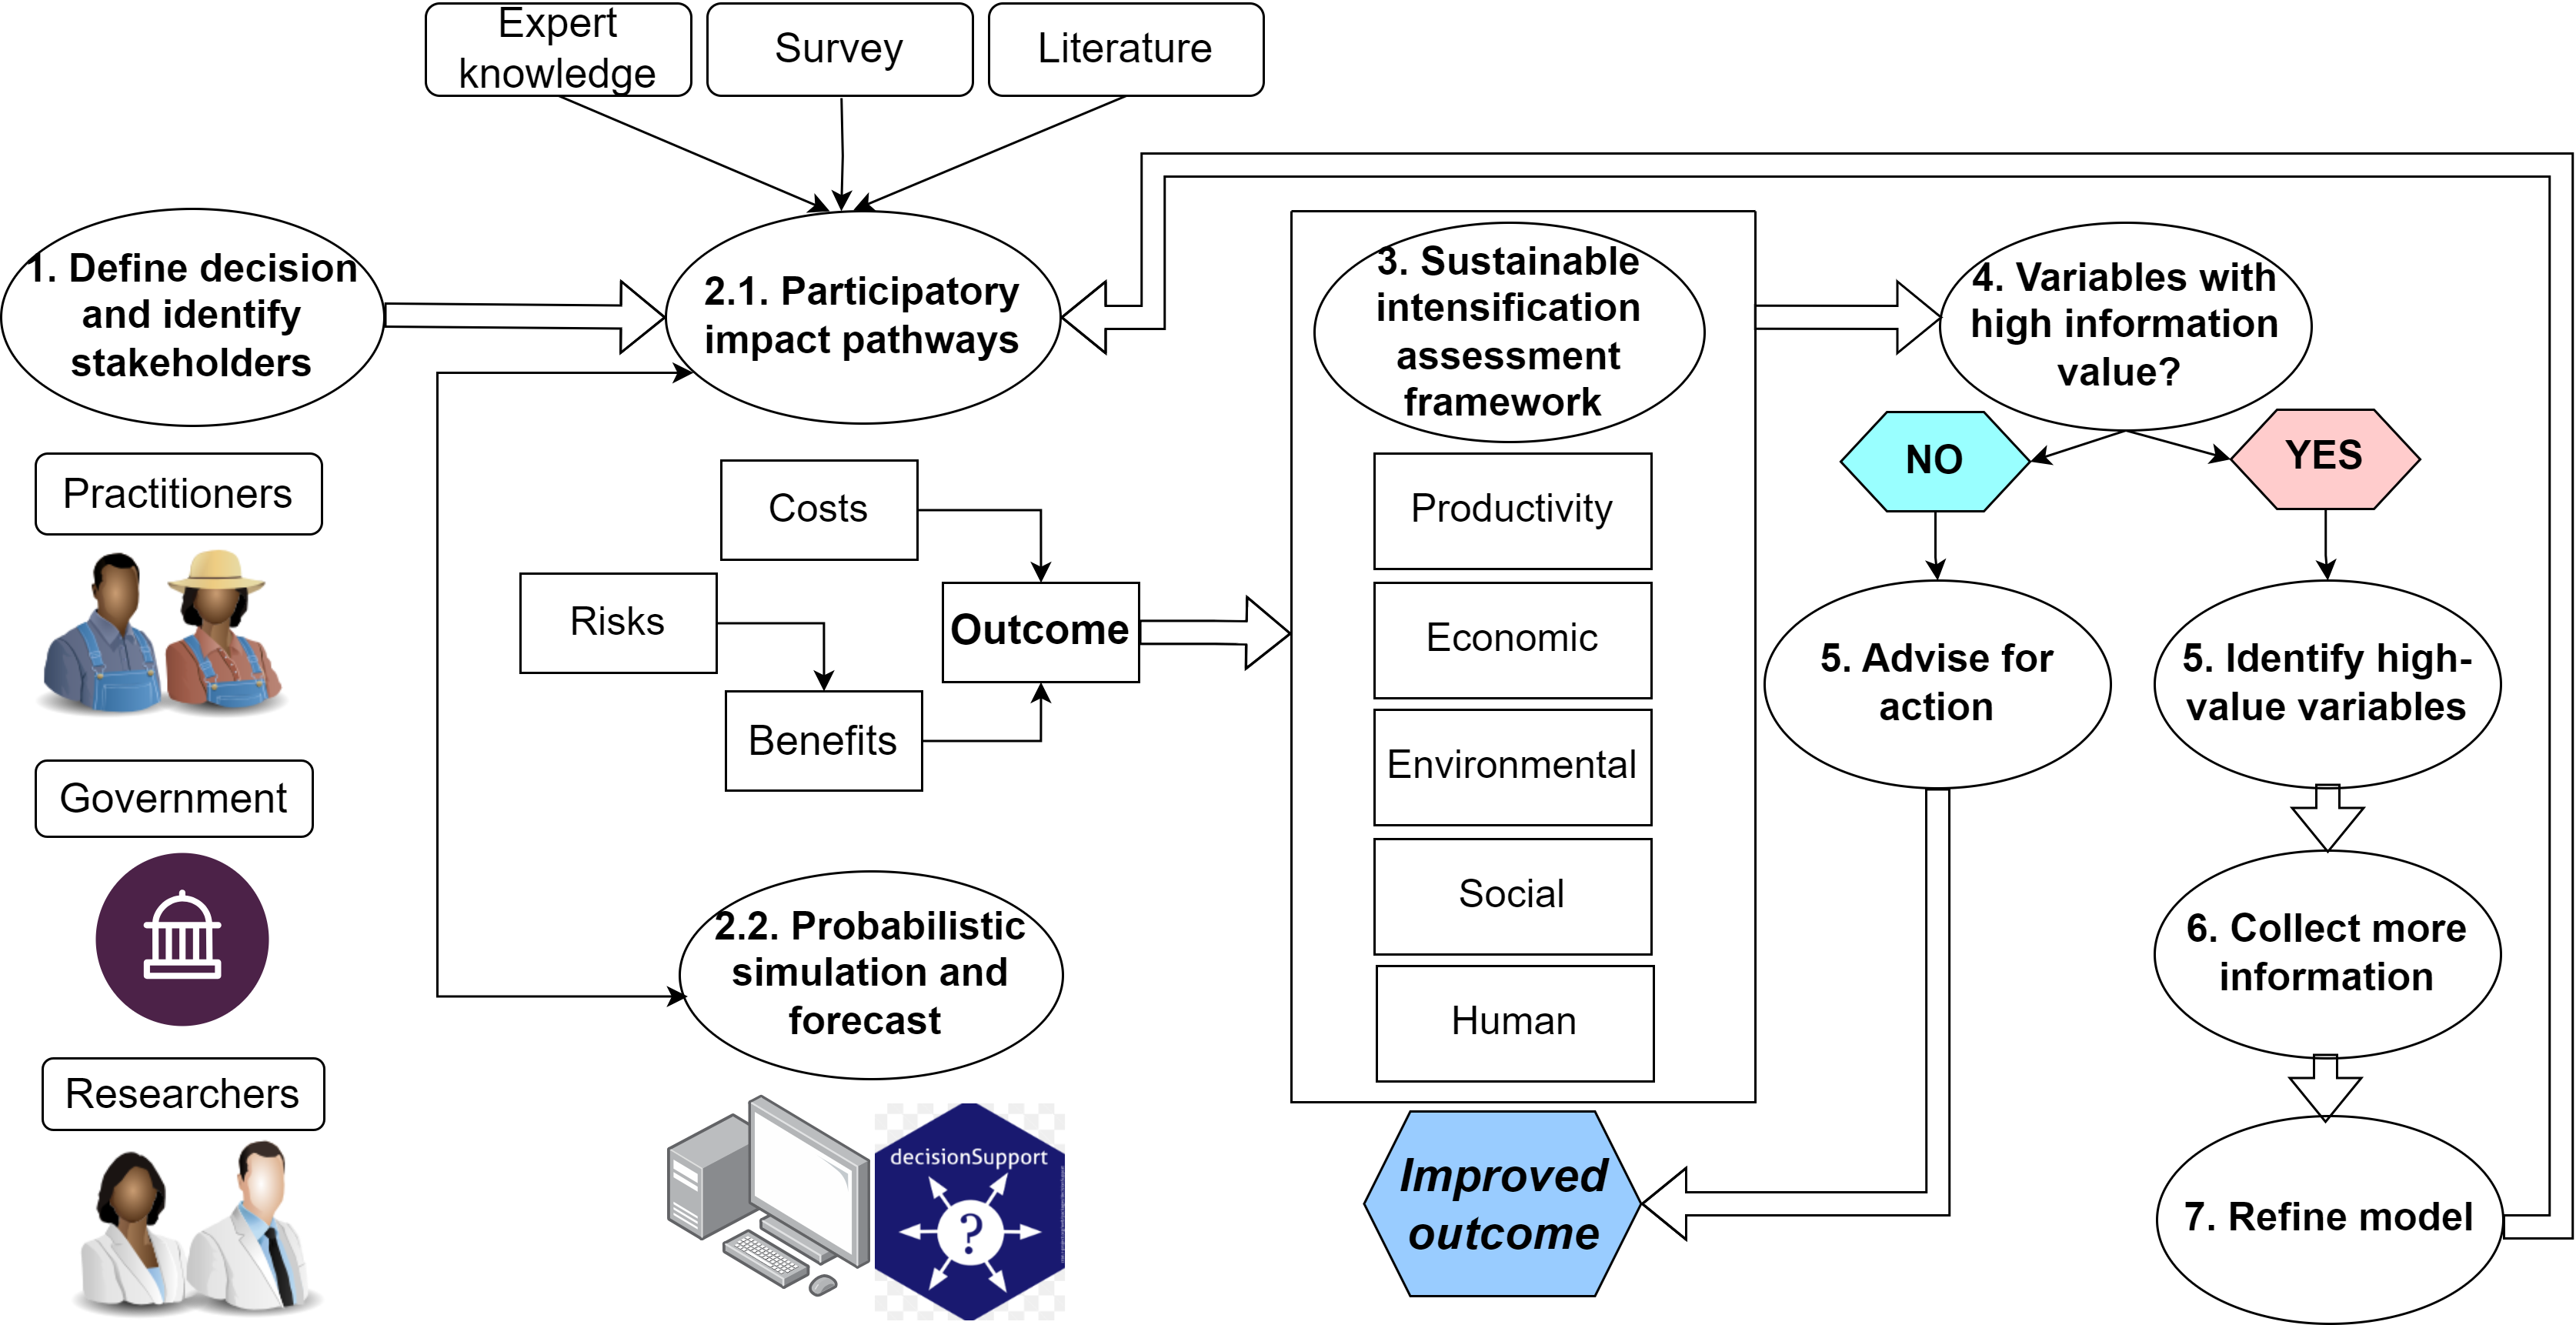 Expert
knowledge
Survey
Literature
1. Define decision
and identify
stakeholders
2.1. Participatory
impact pathways
3. Sustainable
intensification
assessment
framework
4. Variables with
high information
value?
NO
YES
Practitioners
Costs
Productivity
Risks
Outcome
Economic
Benefits
Environmental
5. Advise for
action
5. Identify high-
value variables
Government
Social
2.2. Probabilistic
simulation and
forecast
6. Collect more
information
Human
Researchers
decisionSupport
?
Improved
outcome
7. Refine model